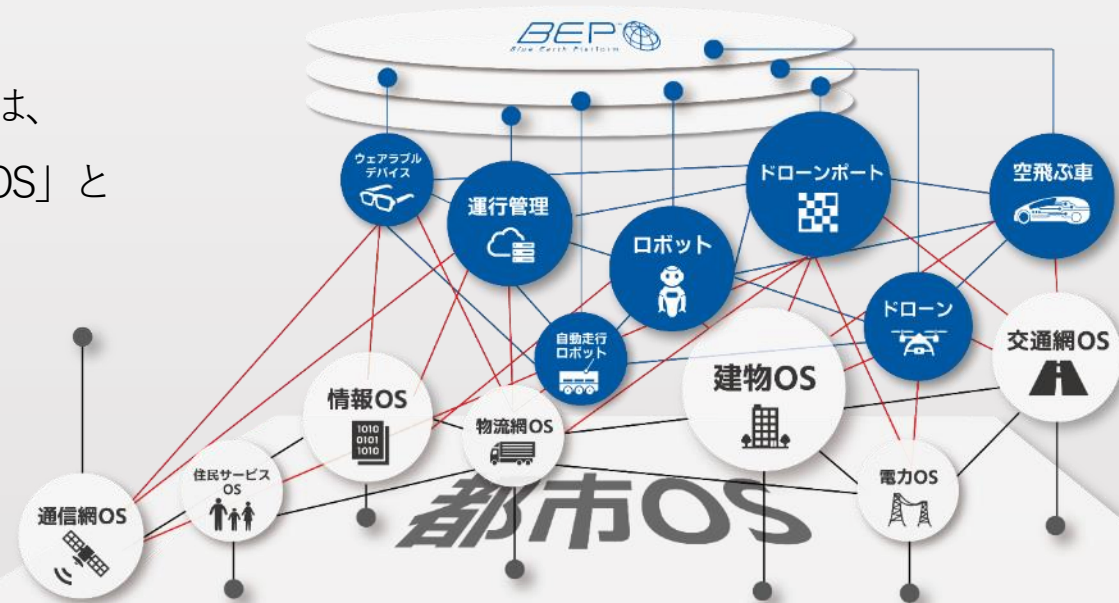 BEP
Blue Earth Platform
は、
OS」と
ウェアラブル
デバイス
運行管理
ロボット
ドローンポート
空飛ぶ車
自動走行
ロボット
ドローン
交通網OS
建物OS
情報OS
1010
0101
1010
物流網OS
住民サービス
OS
電力OS
通信網OS
都市OS